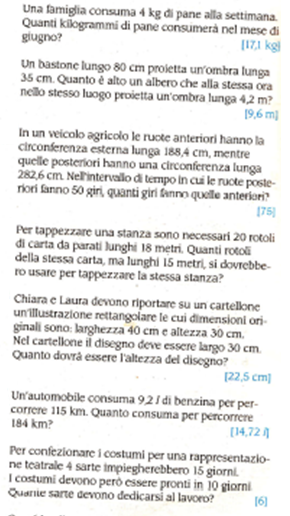 Una famiglia consuma 4 kg di pane alla settimana.
Quanti kilogrammi di pane consumerà nel mese di
giugno?
[17,1 kg]
Un bastone lungo 80 cm proietta un'ombra lunga
35 cm. Quanto è alto un albero che alla stessa ora
nello stesso luogo proietta un'ombra lunga 4,2 m?
[9,6 m]
In un veicolo agricolo le ruote anteriori hanno la
circonferenza esterna lunga 188,4 cm, mentre
quelle posteriori hanno una circonferenza lunga
282,6 cm. Nell'intervallo di tempo in cui le ruote poste-
riori fanno 50 giri, quanti giri fanno quelle anteriori?
[75]
Per tappezzare una stanza sono necessari 20 rotoli
di carta da parati lunghi 18 metri. Quanti rotoli
della stessa carta, ma lunghi 15 metri, si dovrebbe-
ro usare per tappezzare la stessa stanza?
Chiara e Laura devono riportare su un cartellone
un'illustrazione rettangolare le cui dimensioni ori-
ginali sono: larghezza 40 cm e altezza 30 cm.
Nel cartellone il disegno deve essere largo 30 cm.
Quanto dovrà essere l'altezza del disegno?
[22,5 cm]
Un'automobile consuma 9,2 l di benzina per per-
correre 115 km. Quanto consuma per percorrere
184 km?
[14,72 l]
Per confezionare i costumi per una rappresentazio-
ne teatrale 4 sarte impiegherebbero 15 giorni.
I costumi devono però essere pronti in 10 giorni.
Quante sarte devono dedicarsi al lavoro?
[6]